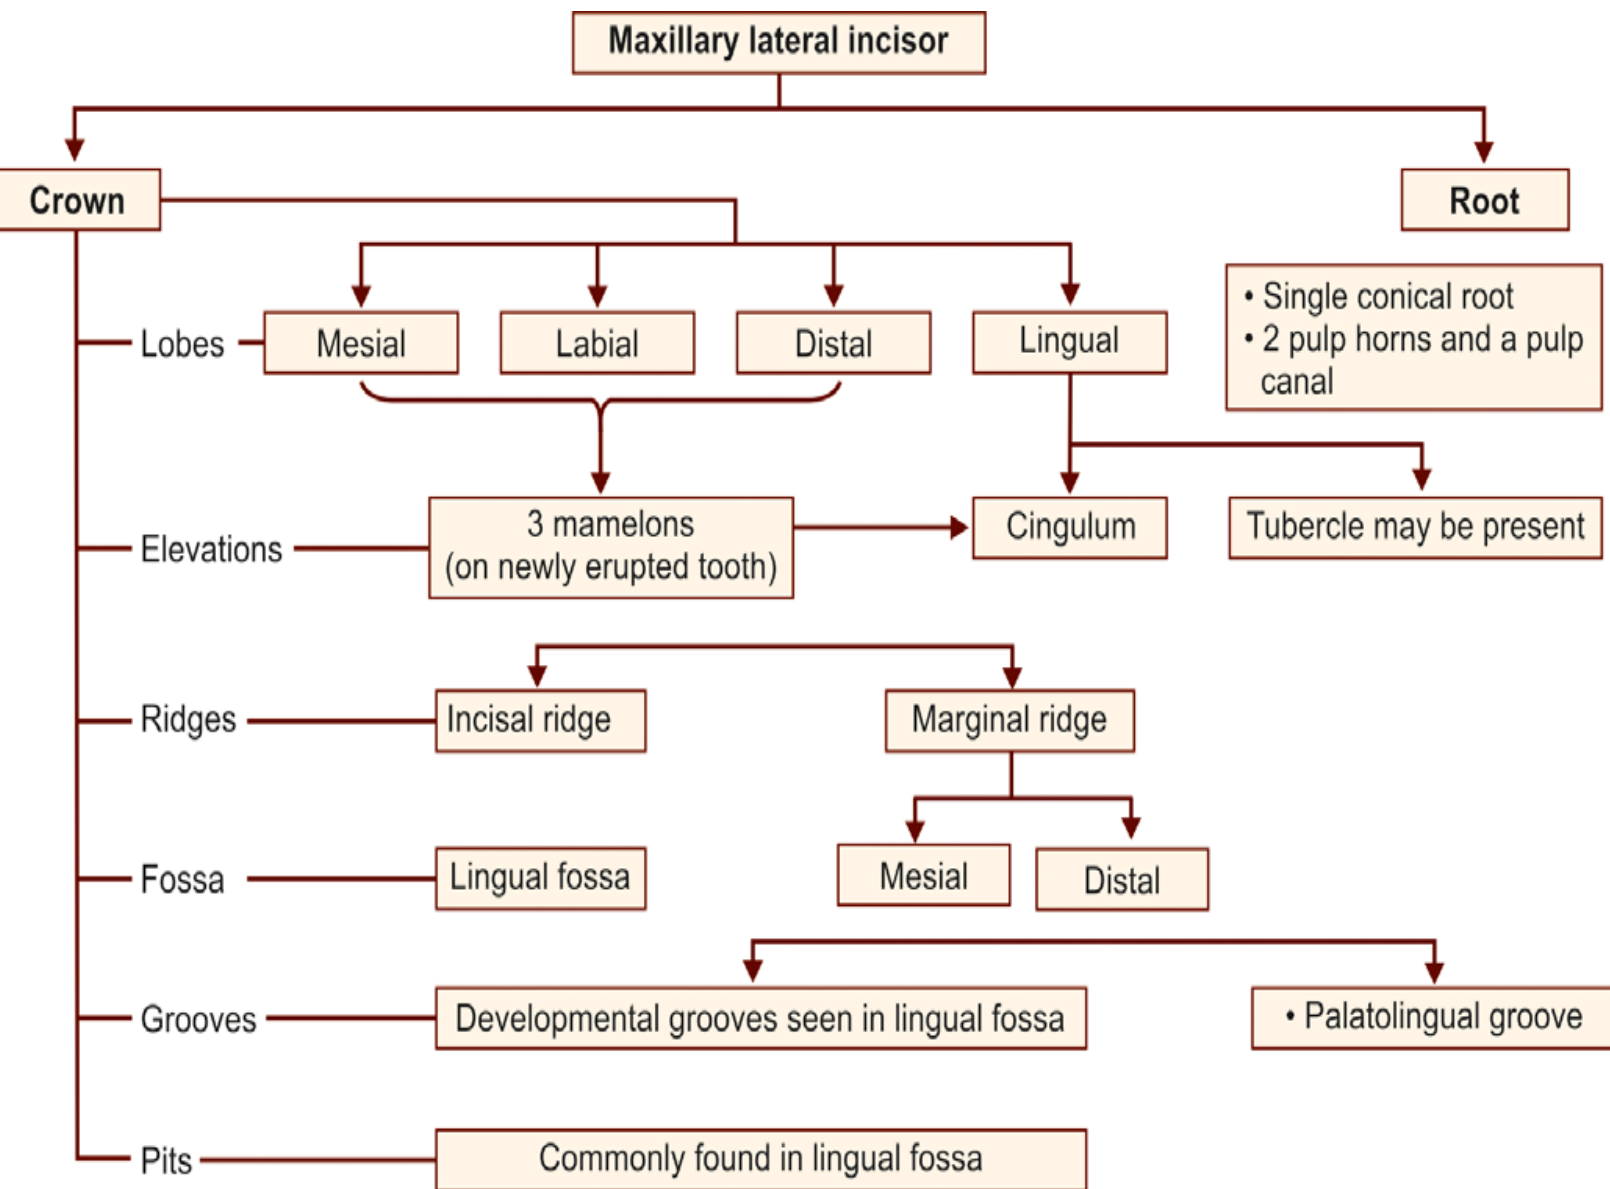 Maxillary lateral incisor
Crown
Root
• Single conical root
• 2 pulp horns and a pulp
canal
Lobes
Mesial
Labial
Distal
Lingual
Elevations
3 mamelons
(on newly erupted tooth)
Cingulum
Tubercle may be present
Ridges
Incisal ridge
Marginal ridge
Mesial
Distal
Fossa
Lingual fossa
Grooves
Developmental grooves seen in lingual fossa
• Palatolingual groove
Pits
Commonly found in lingual fossa